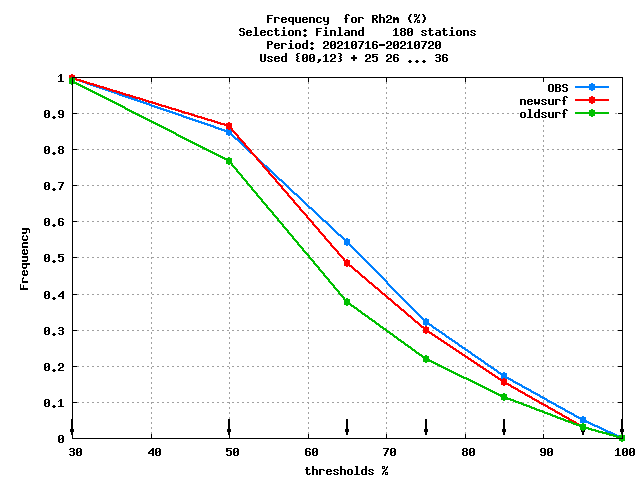 Frequency  for Rh2m (%)
Selection: Finland    180 stations
Period: 20210716-20210720
Used {00,12} + 25 26 ... 36
OBS
newsurf
oldsurf
1
0.9
0.8
0.7
0.6
0.5
0.4
0.3
0.2
0.1
0
Frequency
30 40 50 60 70 80 90 100
thresholds %